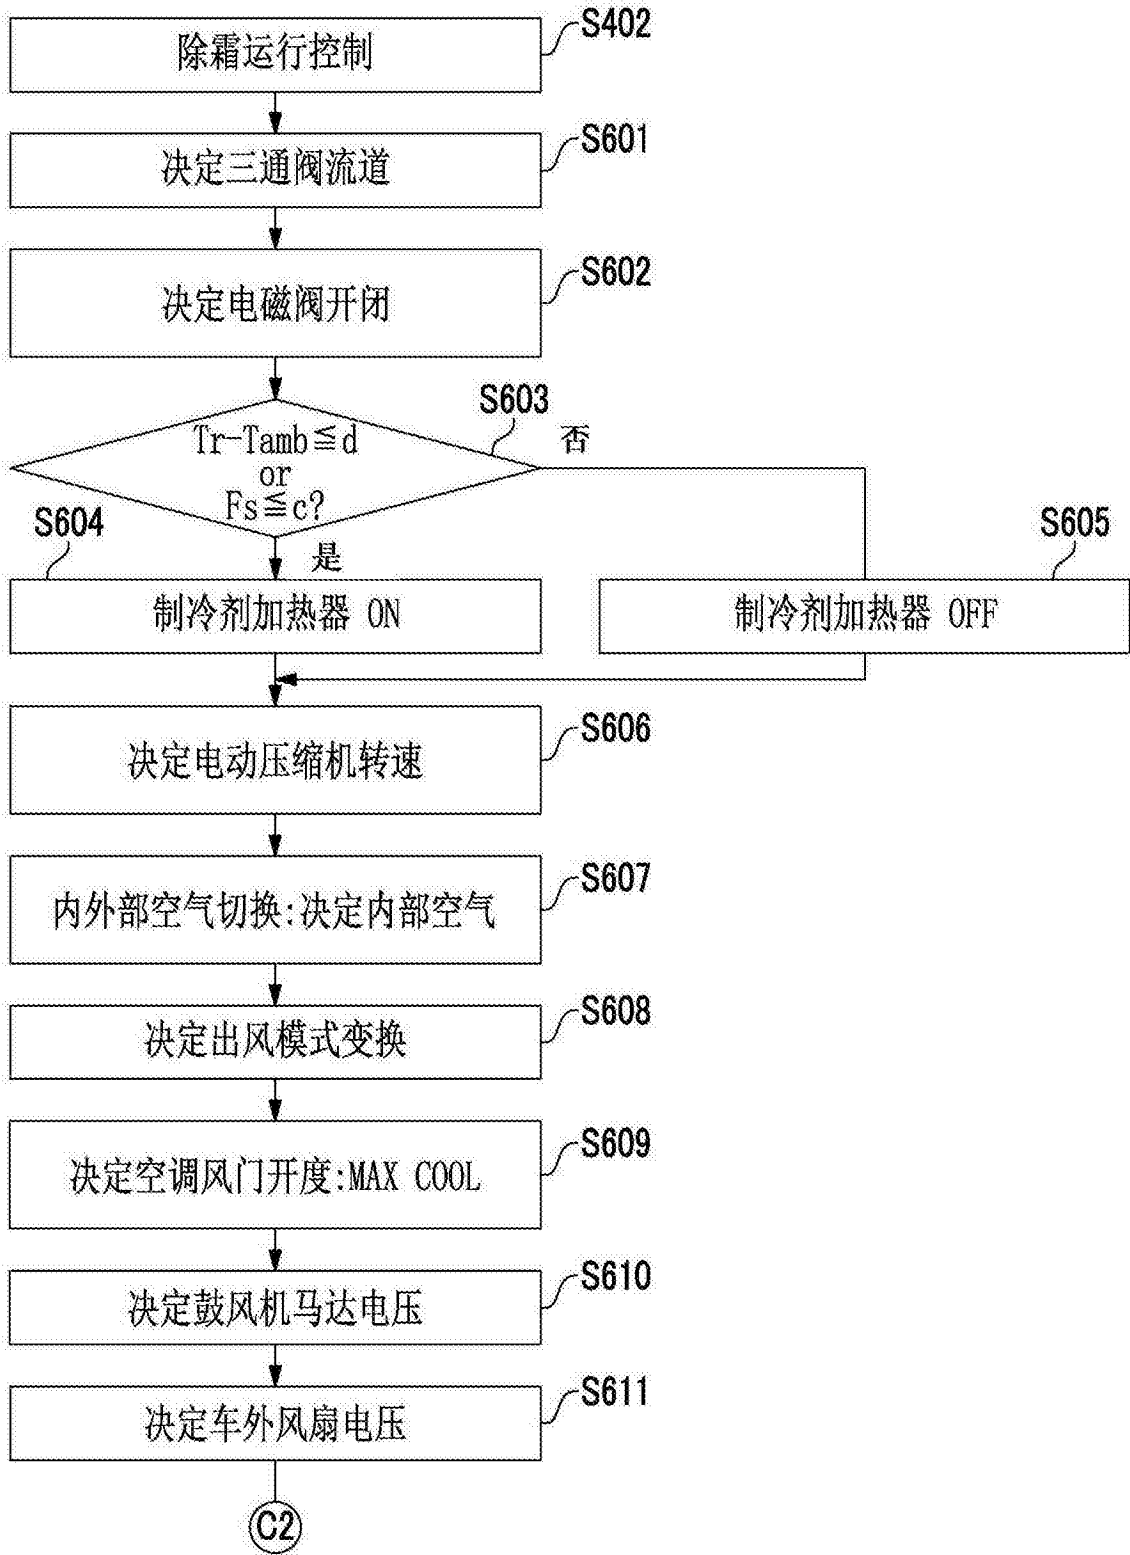 除霜运行控制
S402
决定三通阀流道
S601
决定电磁阀开闭
S602
Tr-Tamb≦d
or
Fs≦c?
S603
否
是
S604
制冷剂加热器 ON
S605
制冷剂加热器 OFF
决定电动压缩机转速
S606
内外部空气切换:决定内部空气
S607
决定出风模式变换
S608
决定空调风门开度:MAX COOL
S609
决定鼓风机马达电压
S610
决定车外风扇电压
S611
C2